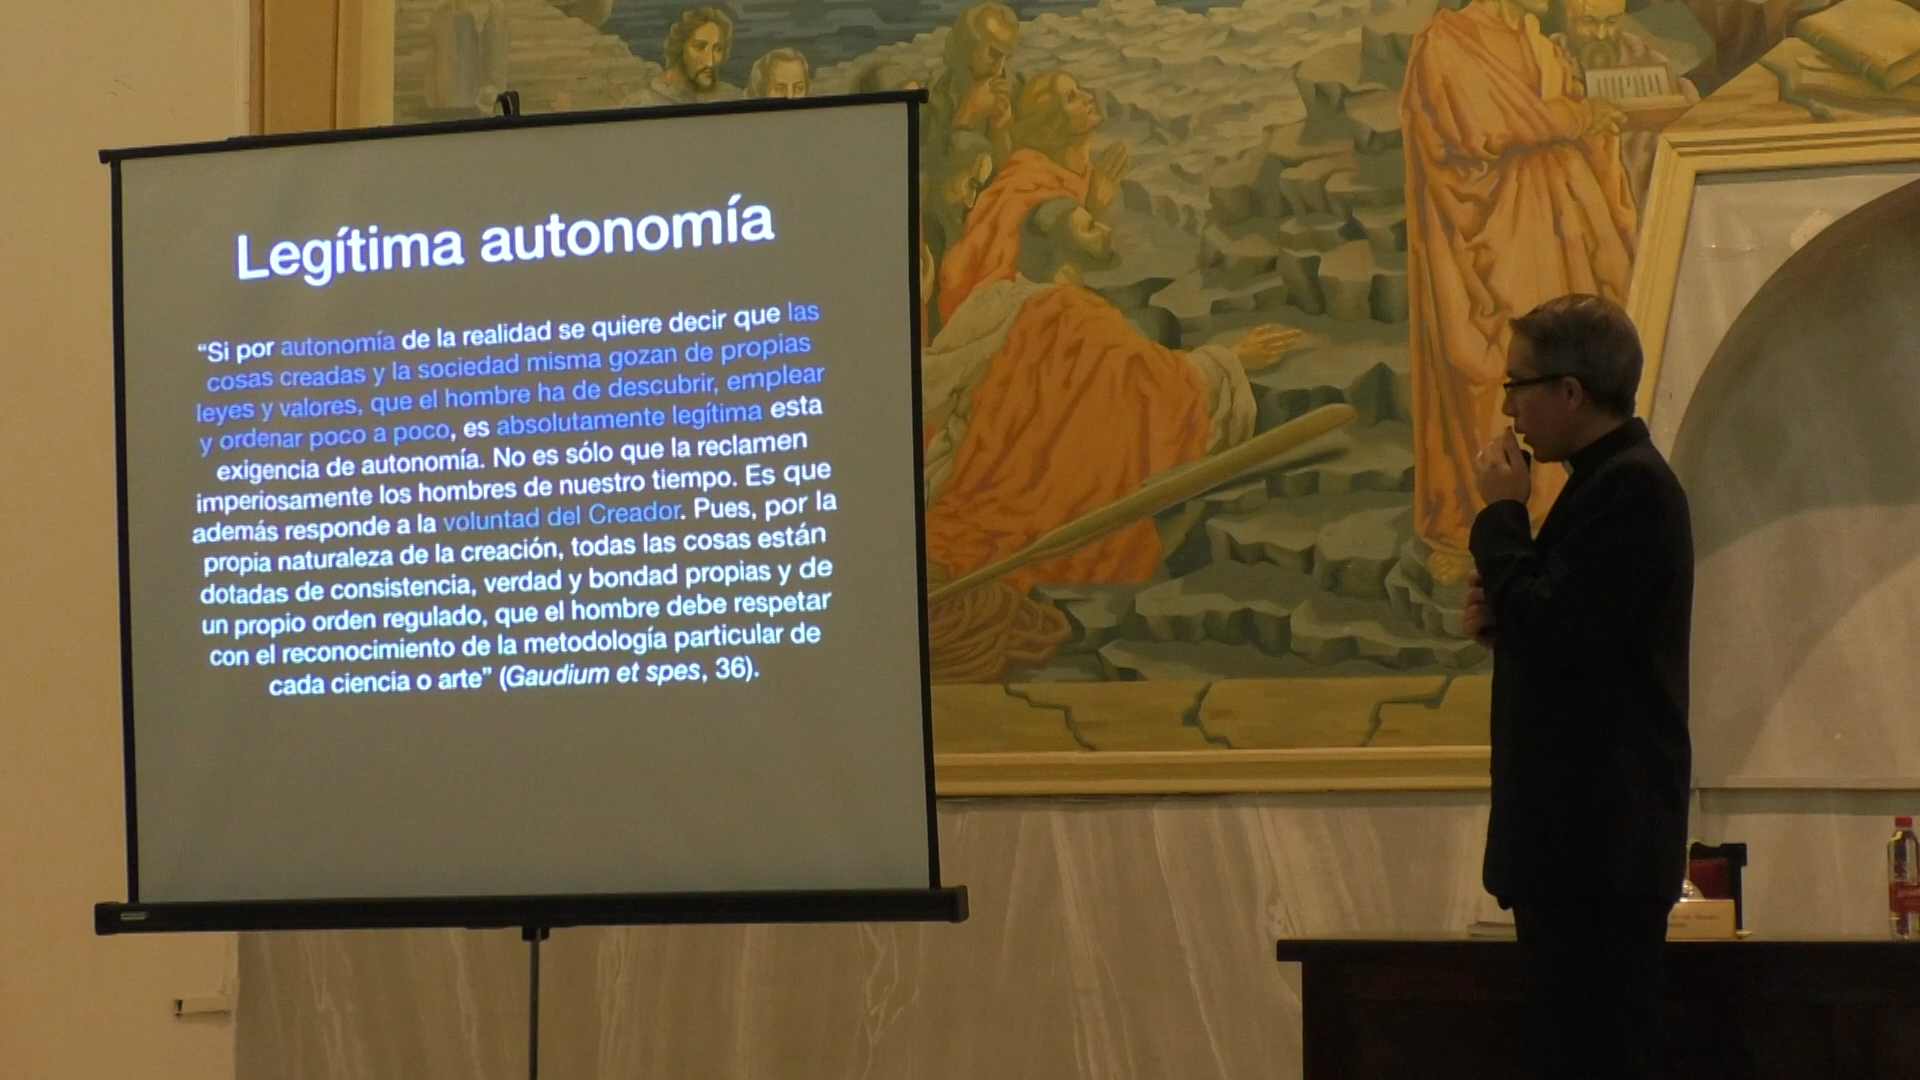 Legítima autonomía
“Si por autonomía de la realidad se quiere decir que las
cosas creadas y la sociedad misma gozan de propias
leyes y valores, que el hombre ha de descubrir, emplear
y ordenar poco a poco, es absolutamente legítima esta
exigencia de autonomía. No es sólo que la reclamen
imperiosamente los hombres de nuestro tiempo. Es que
además responde a la voluntad del Creador. Pues, por la
propia naturaleza de la creación, todas las cosas están
dotadas de consistencia, verdad y bondad propias y de
un propio orden regulado, que el hombre debe respetar
con el reconocimiento de la metodología particular de
cada ciencia o arte” (Gaudium et spes, 36).